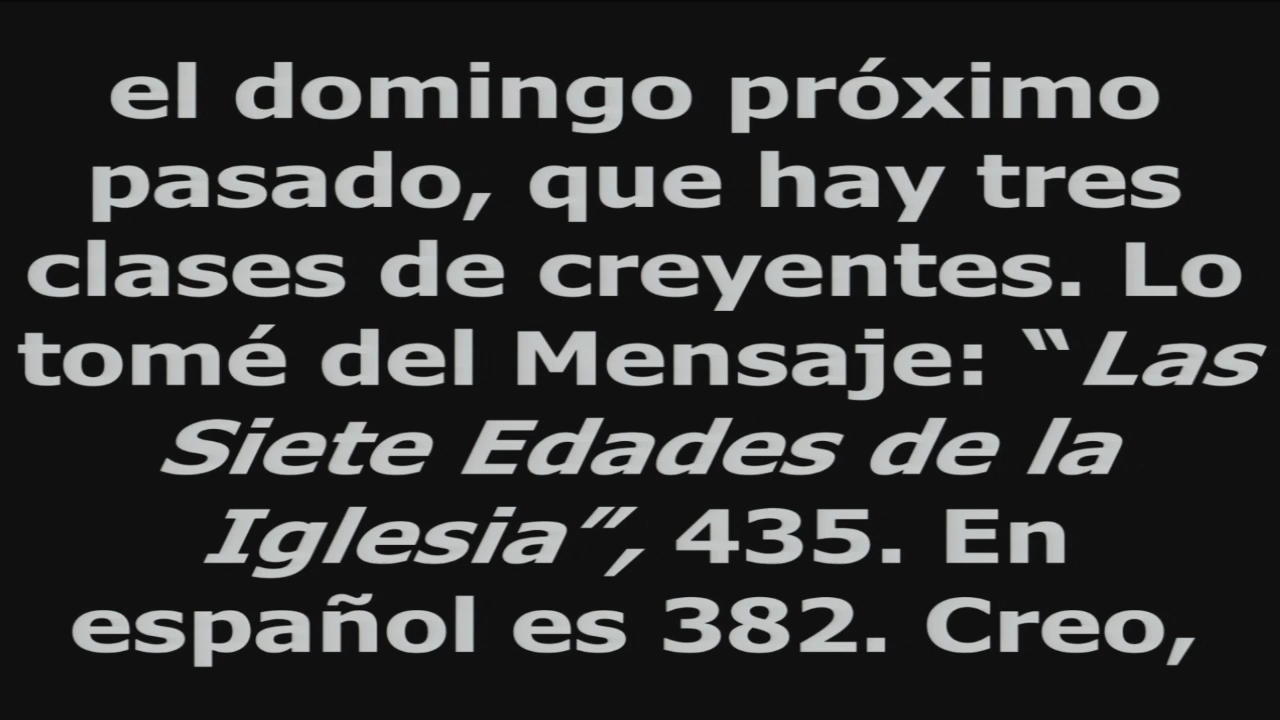 el domingo próximo
pasado, que hay tres
clases de creyentes. Lo
tomé del Mensaje: “Las
Siete Edades de la
Iglesia”, 435. En
español es 382. Creo,